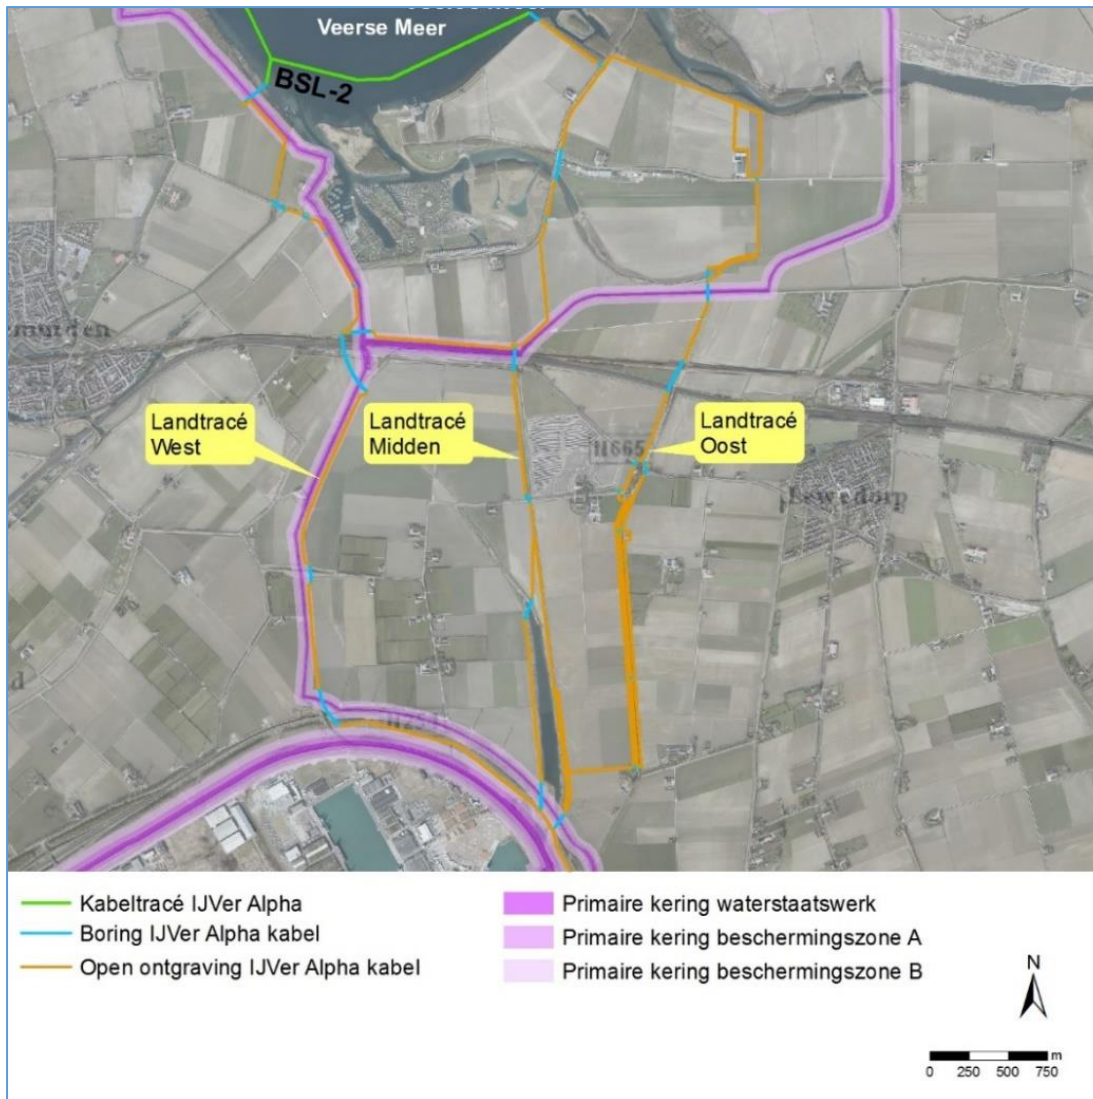 Veerse Meer
BSL-2
Landtracé
West
Landtracé
Midden
Landtracé
Oost
Lewedorp
Kabeltracé IJVer Alpha
Boring IJVer Alpha kabel
Open ontgraving IJVer Alpha kabel
Primaire kering waterstaatswerk
Primaire kering beschermingszone A
Primaire kering beschermingszone B
N
m
0 250 500 750